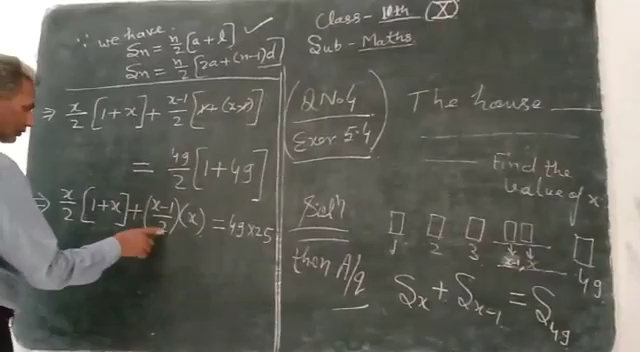 ∵ we have.
Sn = n/2 [a + l]
Sn = n/2 [2a + (n-1)d]
⇒ x/2 [1+x] + x-1/2 [x + (x-x)]
= 49/2 [1 + 49]
⇒ x/2 [1+x] + (x-1/2)(x) = 49×25
Class - 10th (X)
Sub - Maths
Q No 4
Exer 5.4
The house
Find the
value of x.
Sol'n
1 2 3 x-1, x 49
then A/q
Sx + Sx-1 = S49